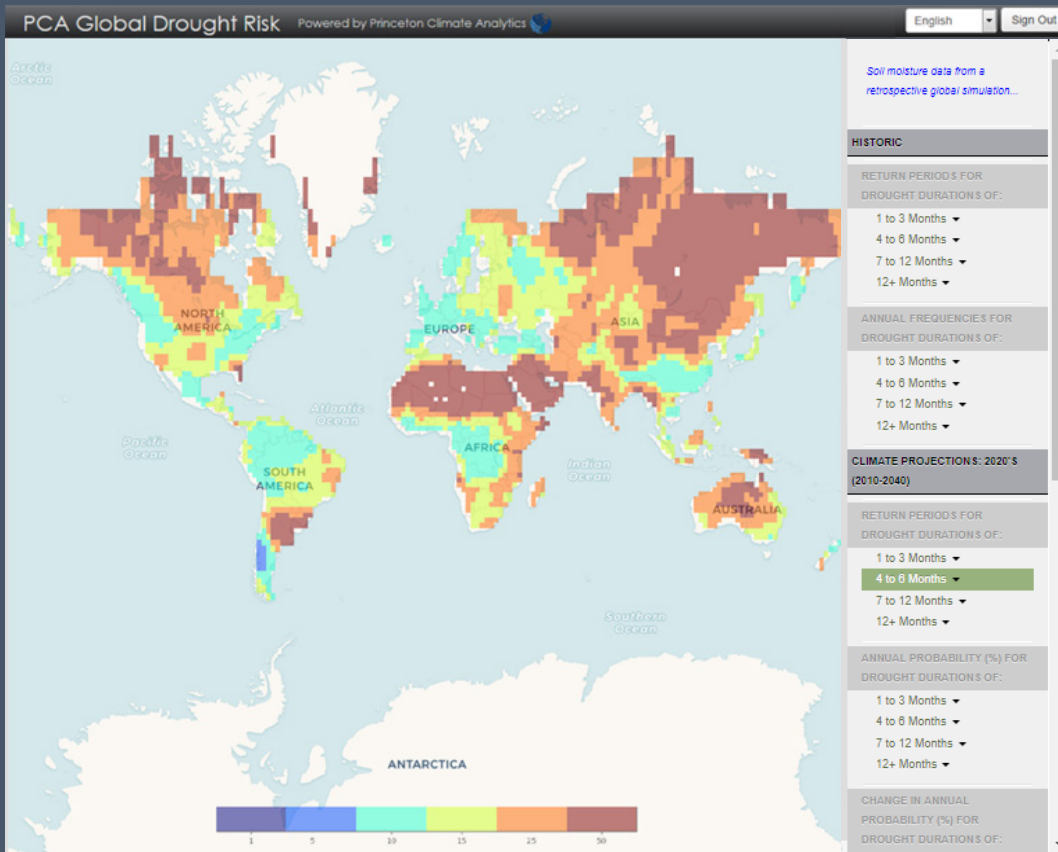 PCA Global Drought Risk Powered by Princeton Climate Analytics
English
Sign Out
Arctic
Ocean
NORTH
AMERICA
EUROPE
ASIA
Atlantic
Ocean
Pacific
Ocean
AFRICA
Indian
Ocean
SOUTH
AMERICA
AUSTRALIA
Southern
Ocean
ANTARCTICA
1 5 10 15 25 50
Soil moisture data from a
retrospective global simulation...
HISTORIC
RETURN PERIODS FOR
DROUGHT DURATIONS OF:
1 to 3 Months
4 to 6 Months
7 to 12 Months
12+ Months
ANNUAL FREQUENCIES FOR
DROUGHT DURATIONS OF:
1 to 3 Months
4 to 6 Months
7 to 12 Months
12+ Months
CLIMATE PROJECTIONS: 2020'S
(2010-2040)
RETURN PERIODS FOR
DROUGHT DURATIONS OF:
1 to 3 Months
4 to 6 Months
7 to 12 Months
12+ Months
ANNUAL PROBABILITY (%) FOR
DROUGHT DURATIONS OF:
1 to 3 Months
4 to 6 Months
7 to 12 Months
12+ Months
CHANGE IN ANNUAL
PROBABILITY (%) FOR
DROUGHT DURATIONS OF: